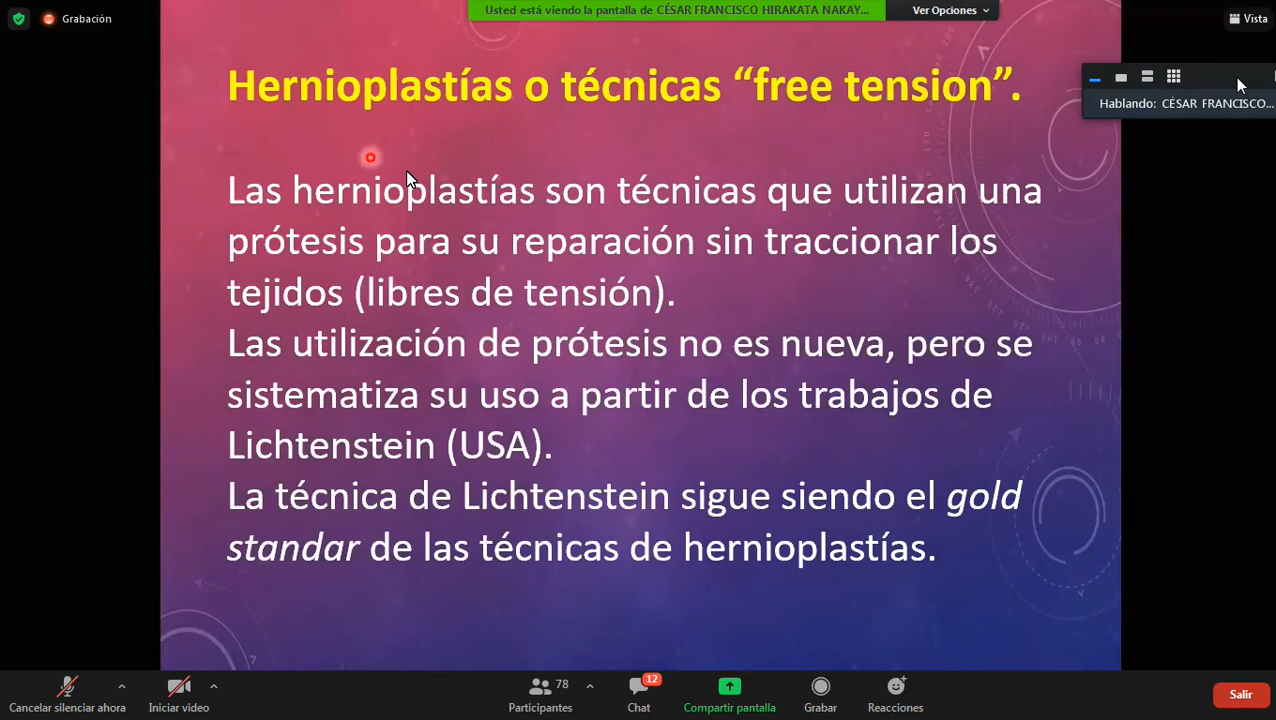 Grabación
Usted está viendo la pantalla de CÉSAR FRANCISCO HIRAKATA NAKAY...
Ver Opciones
Vista
Hablando: CÉSAR FRANCISCO...
Hernioplastías o técnicas “free tension”.
Las hernioplastías son técnicas que utilizan una
prótesis para su reparación sin traccionar los
tejidos (libres de tensión).
Las utilización de prótesis no es nueva, pero se
sistematiza su uso a partir de los trabajos de
Lichtenstein (USA).
La técnica de Lichtenstein sigue siendo el gold
standar de las técnicas de hernioplastías.
78
12
Cancelar silenciar ahora
Iniciar video
Participantes
Chat
Compartir pantalla
Grabar
Reacciones
Salir